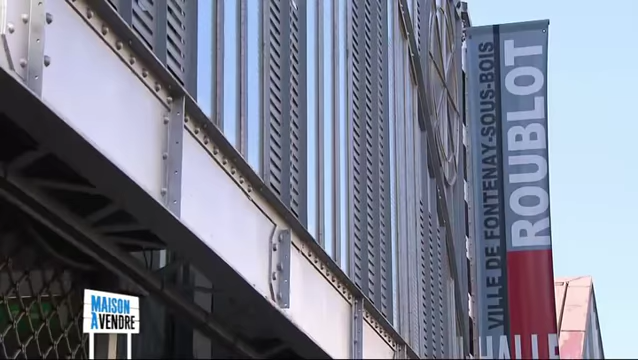 VILLE DE FONTENAY-SOUS-BOIS
ROUBLOT
HALLE
MAISON
À VENDRE